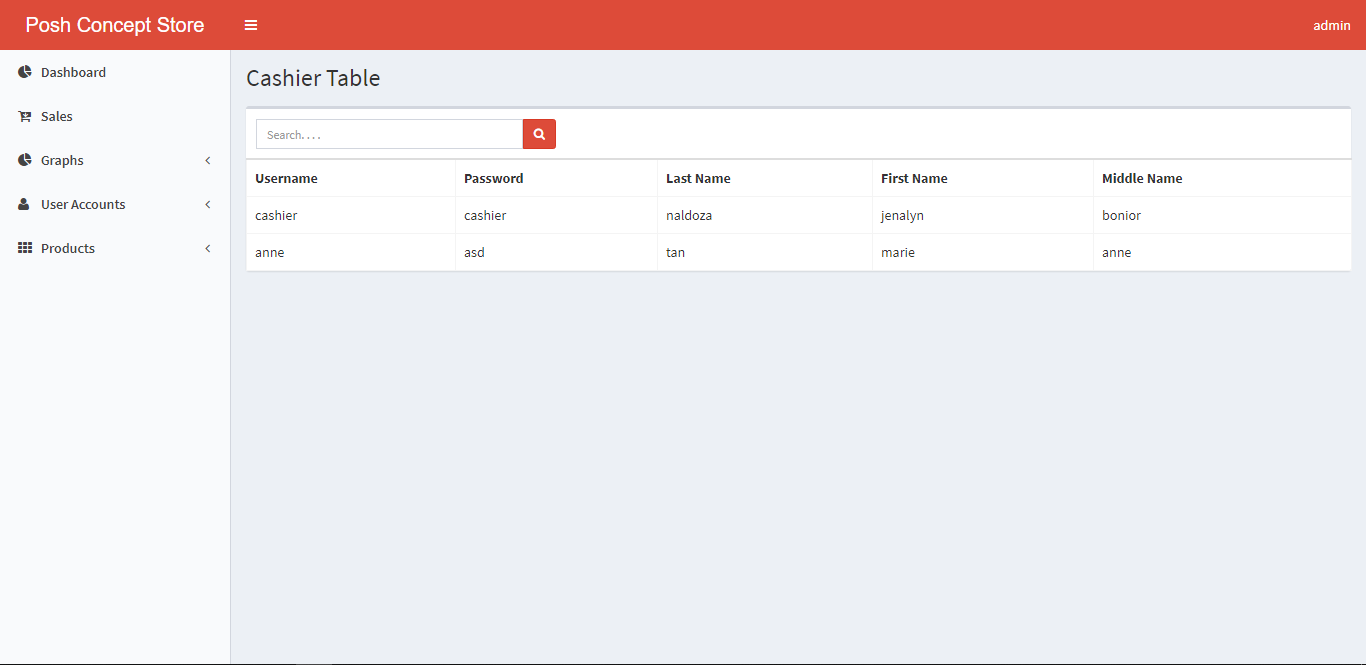 Posh Concept Store
admin
Dashboard
Sales
Graphs
User Accounts
Products
Cashier Table
Search. . . .
Username Password Last Name First Name Middle Name
cashier cashier naldoza jenalyn bonior
anne asd tan marie anne